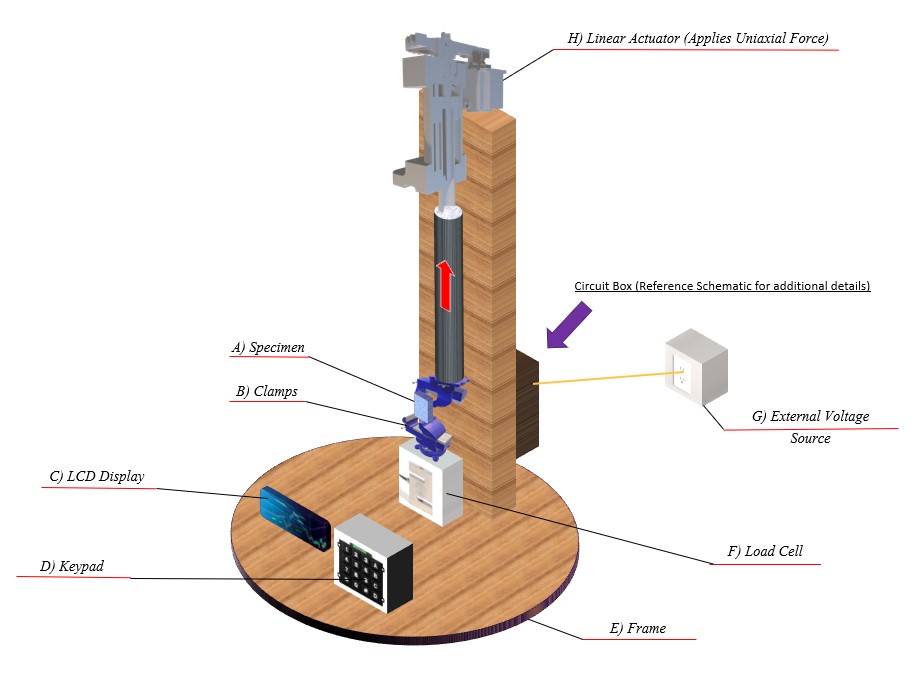 H) Linear Actuator (Applies Uniaxial Force)
Circuit Box (Reference Schematic for additional details)
A) Specimen
B) Clamps
G) External Voltage
Source
C) LCD Display
F) Load Cell
D) Keypad
E) Frame